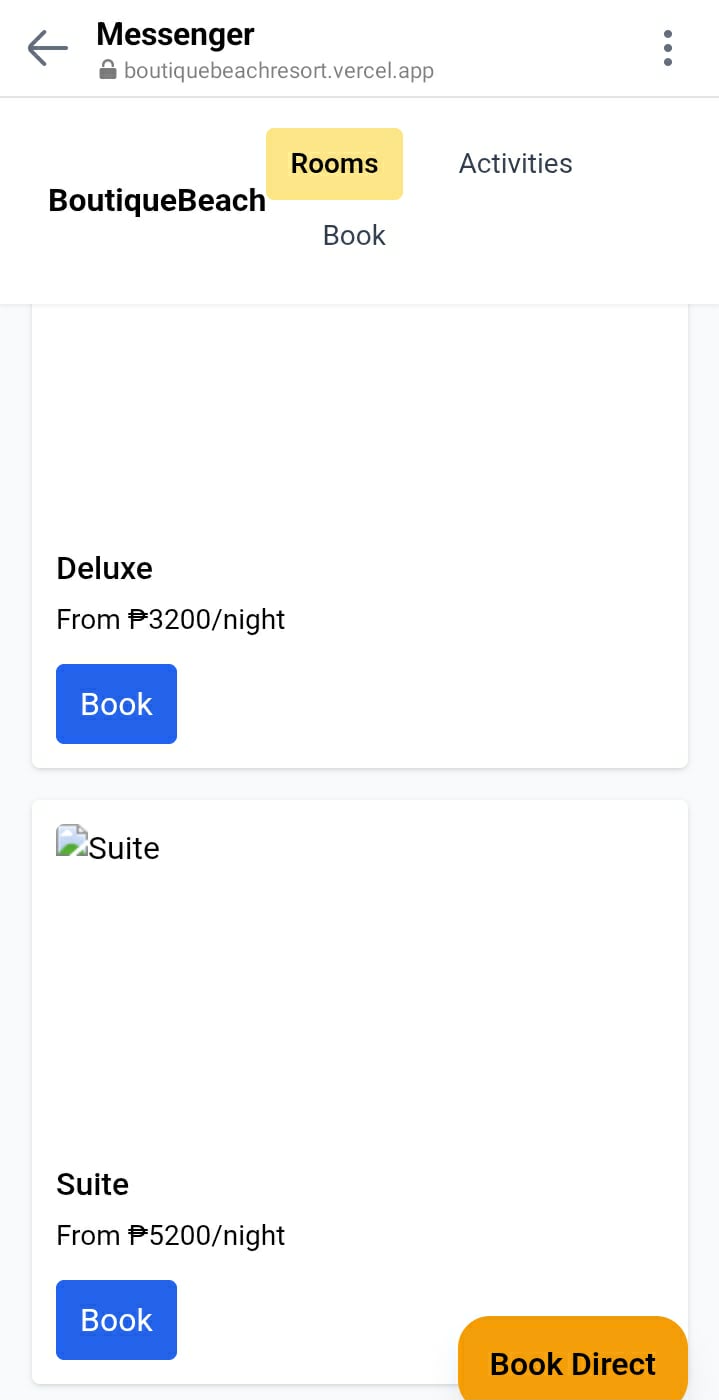 Messenger
boutiquebeachresort.vercel.app
BoutiqueBeach
Rooms
Activities
Book
Deluxe
From ₱3200/night
Book
Suite
Suite
From ₱5200/night
Book
Book Direct